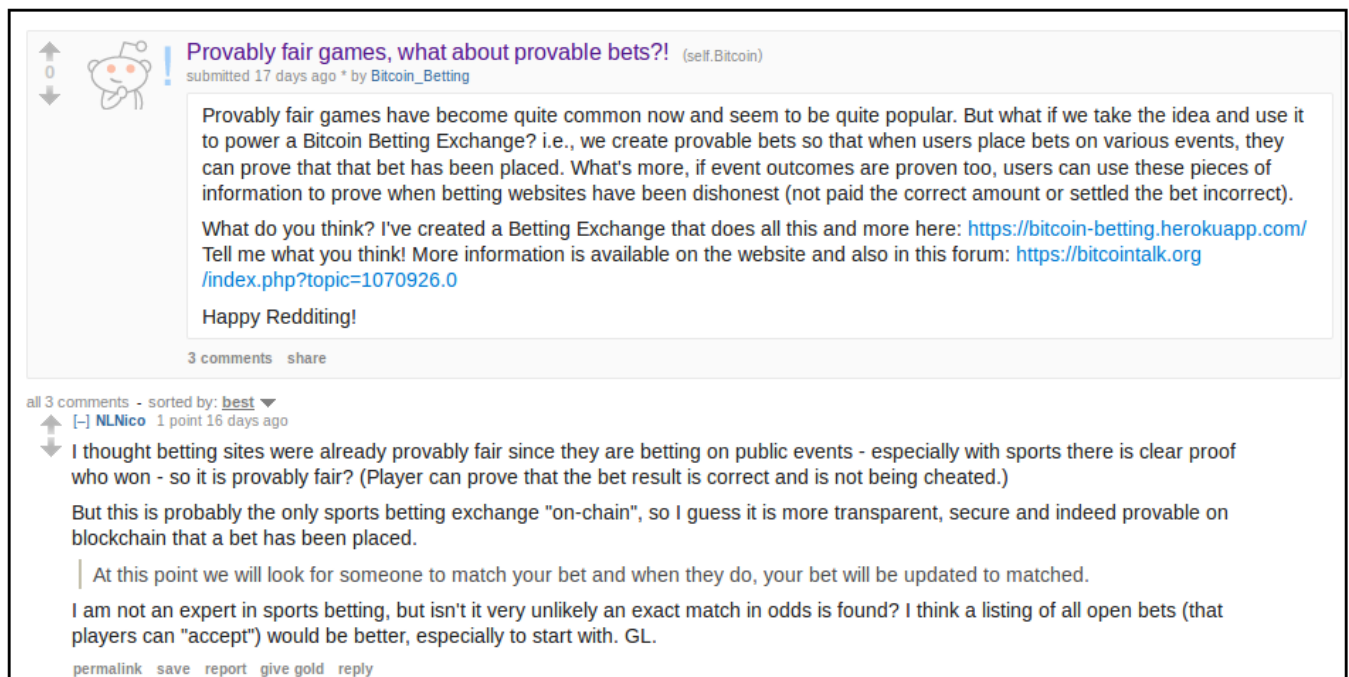 Provably fair games, what about provable bets?! (self.Bitcoin)
0
submitted 17 days ago * by Bitcoin_Betting
Provably fair games have become quite common now and seem to be quite popular. But what if we take the idea and use it
to power a Bitcoin Betting Exchange? i.e., we create provable bets so that when users place bets on various events, they
can prove that that bet has been placed. What's more, if event outcomes are proven too, users can use these pieces of
information to prove when betting websites have been dishonest (not paid the correct amount or settled the bet incorrect).
What do you think? I've created a Betting Exchange that does all this and more here: https://bitcoin-betting.herokuapp.com/
Tell me what you think! More information is available on the website and also in this forum: https://bitcointalk.org
/index.php?topic=1070926.0
Happy Redditing!
3 comments share
all 3 comments - sorted by: best
[–] NLNico 1 point 16 days ago
I thought betting sites were already provably fair since they are betting on public events - especially with sports there is clear proof
who won - so it is provably fair? (Player can prove that the bet result is correct and is not being cheated.)
But this is probably the only sports betting exchange "on-chain", so I guess it is more transparent, secure and indeed provable on
blockchain that a bet has been placed.
At this point we will look for someone to match your bet and when they do, your bet will be updated to matched.
I am not an expert in sports betting, but isn't it very unlikely an exact match in odds is found? I think a listing of all open bets (that
players can "accept") would be better, especially to start with. GL.
permalink save report give gold reply